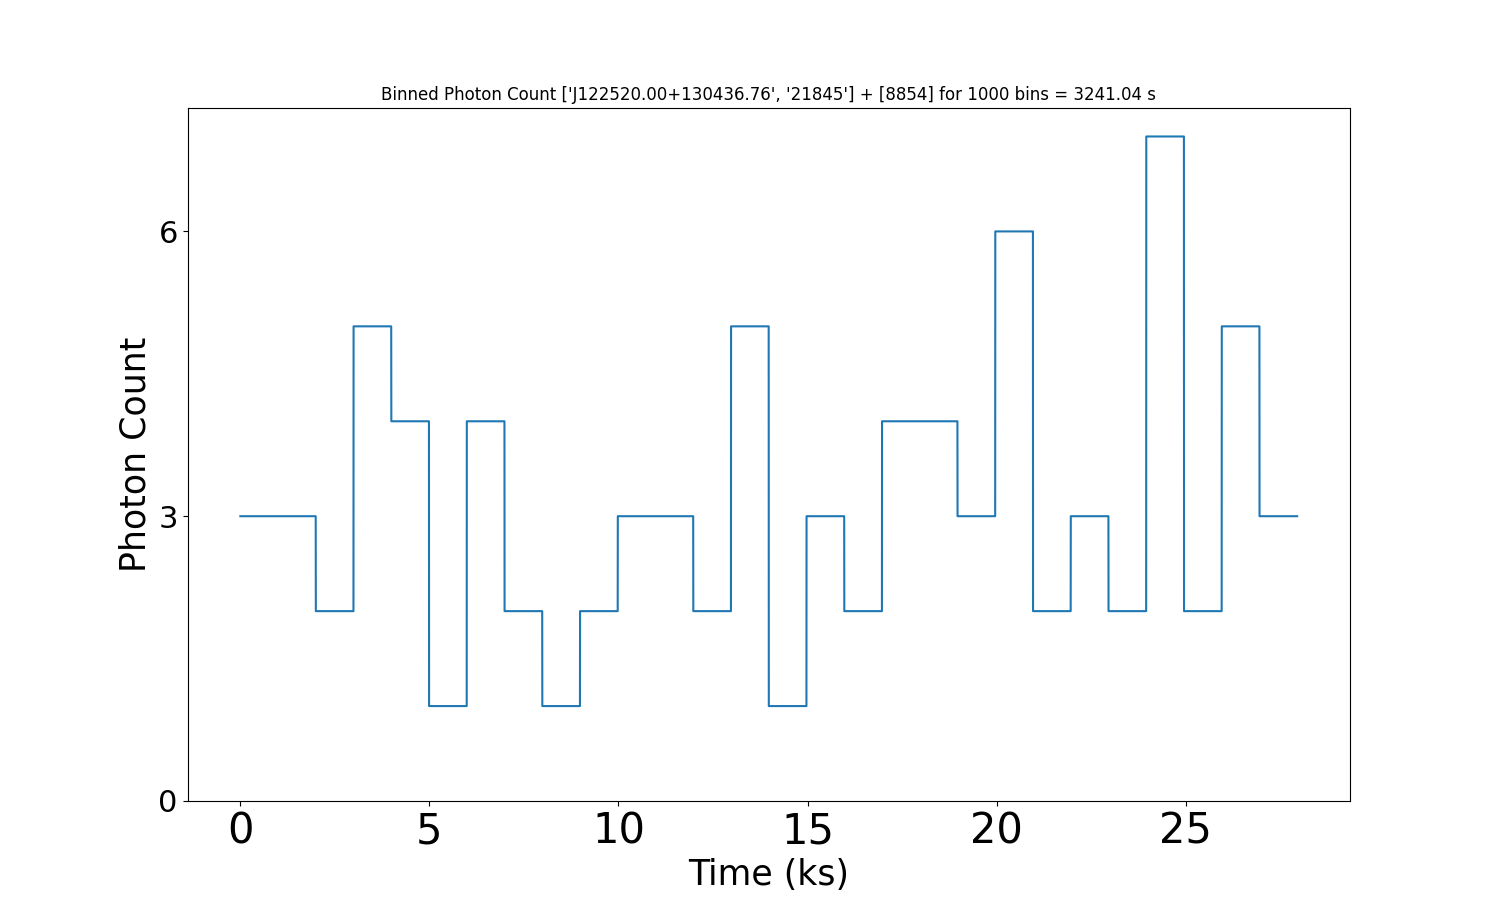 Binned Photon Count ['J122520.00+130436.76', '21845'] + [8854] for 1000 bins = 3241.04 s
Photon Count
6
3
0
0 5 10 15 20 25
Time (ks)